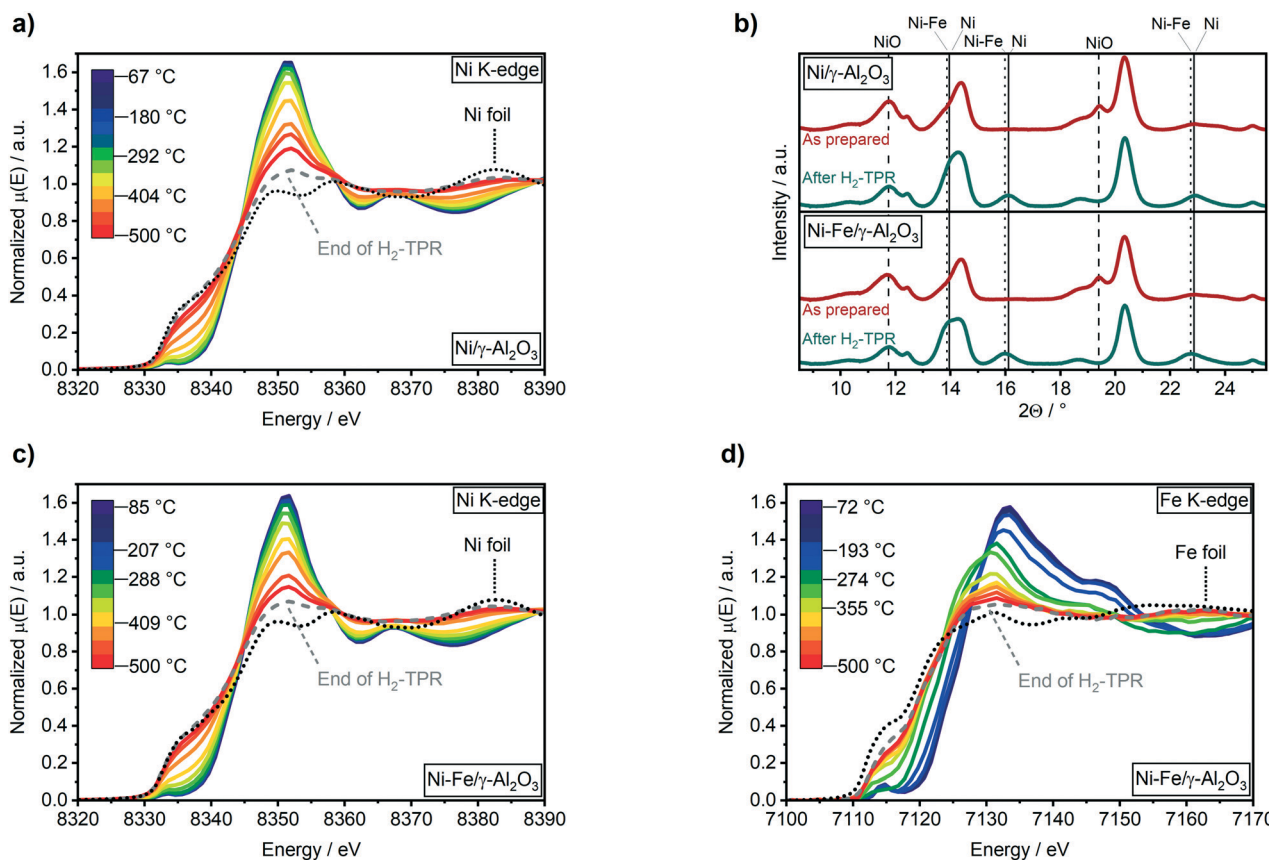 a)
Normalized μ(E) / a.u.
1.6
1.4
1.2
1.0
0.8
0.6
0.4
0.2
0.0
67 °C
180 °C
292 °C
404 °C
500 °C
Ni K-edge
Ni foil
End of H₂-TPR
Ni/γ-Al₂O₃
8320 8330 8340 8350 8360 8370 8380 8390
Energy / eV
b)
Ni-Fe Ni Ni-Fe Ni
NiO Ni-Fe Ni NiO
Intensity / a.u.
Ni/γ-Al₂O₃
As prepared
After H₂-TPR
Ni-Fe/γ-Al₂O₃
As prepared
After H₂-TPR
10 12 14 16 18 20 22 24
2Θ / °
c)
Normalized μ(E) / a.u.
1.6
1.4
1.2
1.0
0.8
0.6
0.4
0.2
0.0
85 °C
207 °C
288 °C
409 °C
500 °C
Ni K-edge
Ni foil
End of H₂-TPR
Ni-Fe/γ-Al₂O₃
8320 8330 8340 8350 8360 8370 8380 8390
Energy / eV
d)
Normalized μ(E) / a.u.
1.6
1.4
1.2
1.0
0.8
0.6
0.4
0.2
0.0
72 °C
193 °C
274 °C
355 °C
500 °C
Fe K-edge
Fe foil
End of H₂-TPR
Ni-Fe/γ-Al₂O₃
7100 7110 7120 7130 7140 7150 7160 7170
Energy / eV